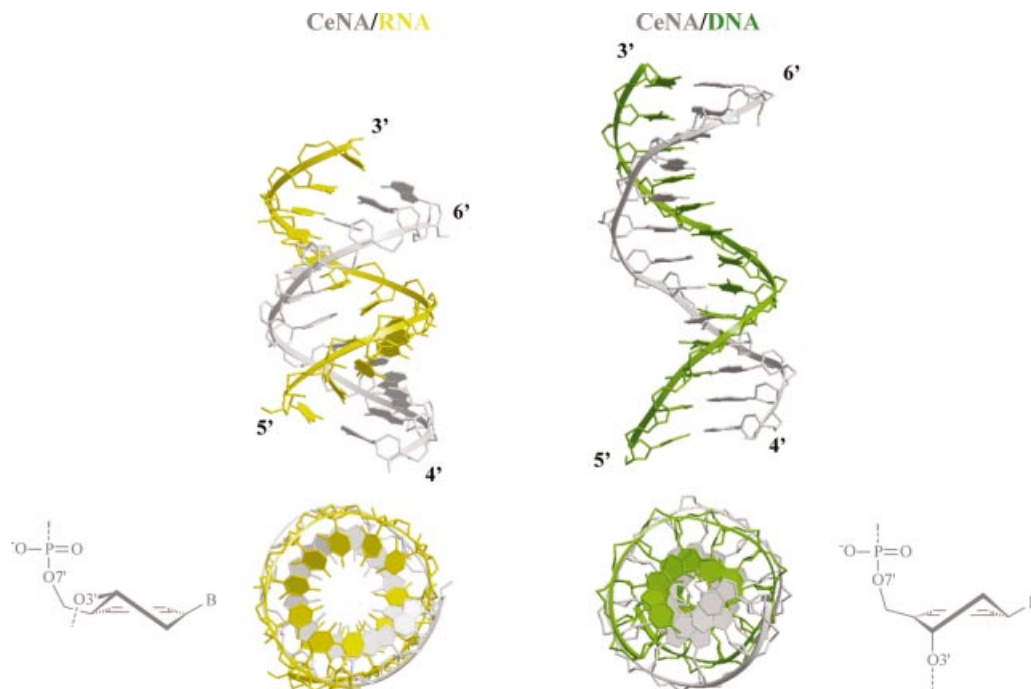 CeNA/RNA
CeNA/DNA
3'
6'
3'
6'
5'
4'
5'
4'
-O-P=O
O7'
O3'
B
-O-P=O
O7'
O3'